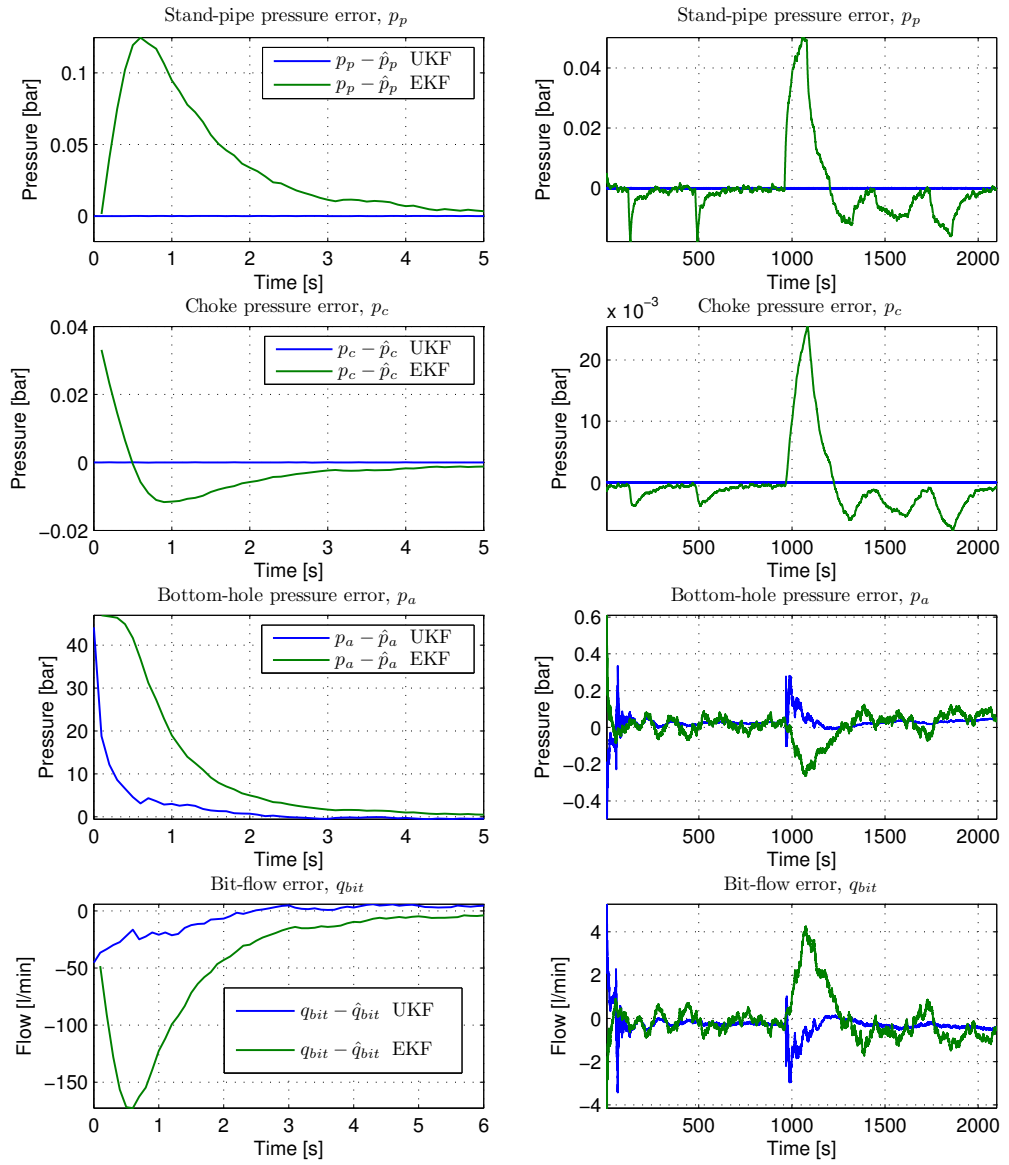 Stand-pipe pressure error, p_p
Pressure [bar]
0.1
0.05
0
p_p − p̂_p UKF
p_p − p̂_p EKF
0 1 2 3 4 5
Time [s]
Stand-pipe pressure error, p_p
Pressure [bar]
0.04
0.02
0
500 1000 1500 2000
Time [s]
Choke pressure error, p_c
Pressure [bar]
0.04
0.02
0
−0.02
p_c − p̂_c UKF
p_c − p̂_c EKF
0 1 2 3 4 5
Time [s]
x 10⁻³ Choke pressure error, p_c
Pressure [bar]
20
10
0
500 1000 1500 2000
Time [s]
Bottom-hole pressure error, p_a
Pressure [bar]
40
30
20
10
0
p_a − p̂_a UKF
p_a − p̂_a EKF
0 1 2 3 4 5
Time [s]
Bottom-hole pressure error, p_a
Pressure [bar]
0.6
0.4
0.2
0
−0.2
−0.4
500 1000 1500 2000
Time [s]
Bit-flow error, q_bit
Flow [l/min]
0
−50
−100
−150
q_bit − q̂_bit UKF
q_bit − q̂_bit EKF
0 1 2 3 4 5 6
Time [s]
Bit-flow error, q_bit
Flow [l/min]
4
2
0
−2
−4
500 1000 1500 2000
Time [s]